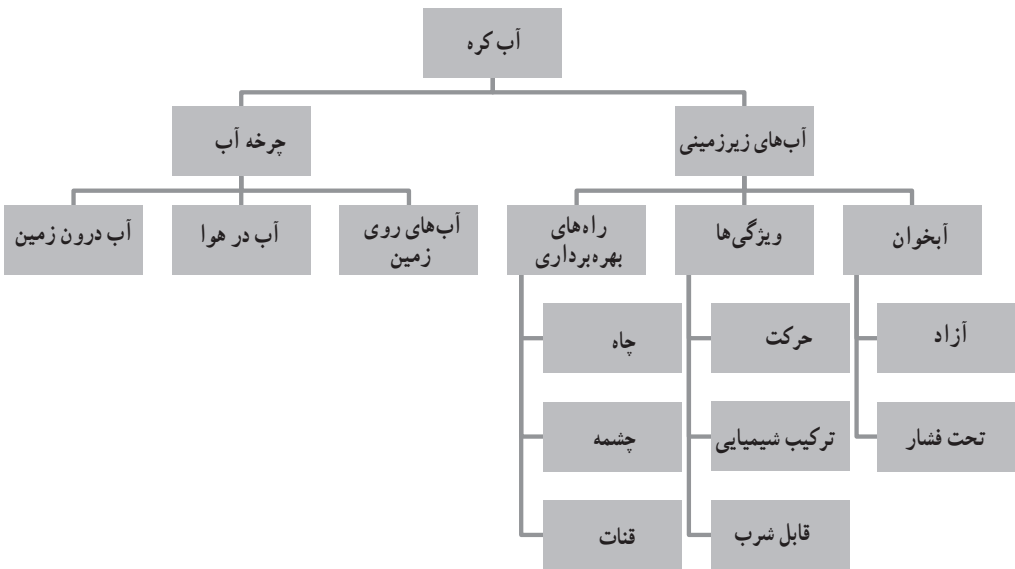 آب کره
آب‌های زیرزمینی
چرخه آب
آبخوان
ویژگی‌ها
راه‌های
بهره‌برداری
آب‌های روی
زمین
آب در هوا
آب درون زمین
آزاد
حرکت
چاه
تحت فشار
ترکیب شیمیایی
چشمه
قابل شرب
قنات